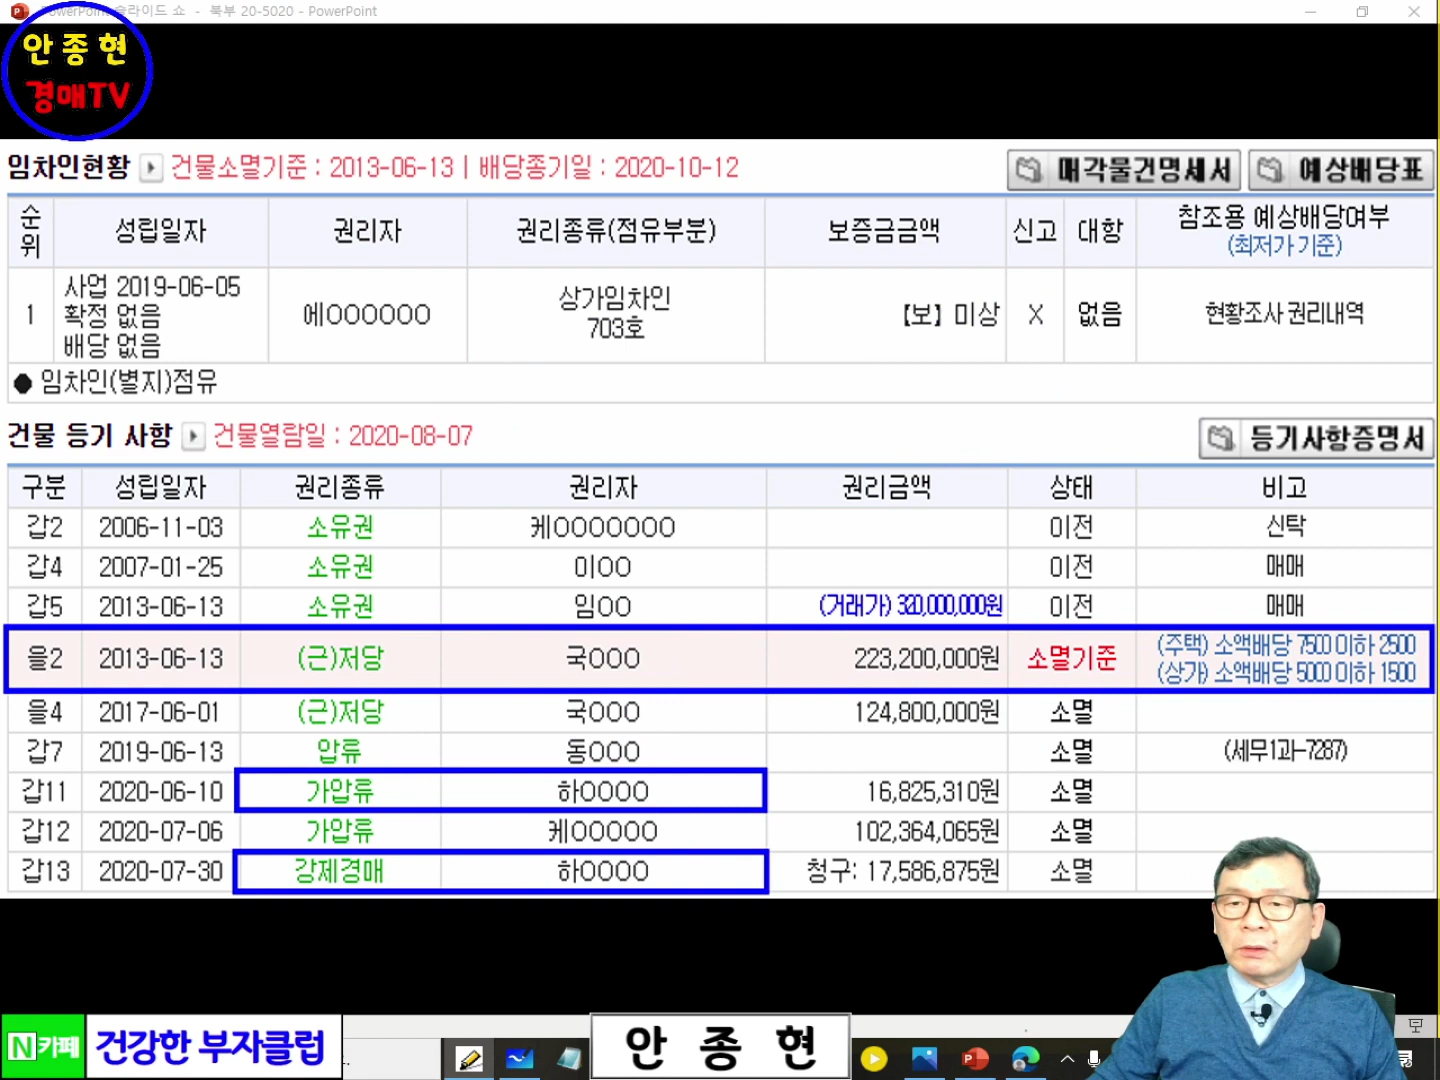 PowerPoint 슬라이드 쇼 - 북부 20-5020 - PowerPoint
안 종 현
경매TV
임차인현황 건물소멸기준 : 2013-06-13 | 배당종기일 : 2020-10-12 매각물건명세서 예상배당표
순위 성립일자 권리자 권리종류(점유부분) 보증금금액 신고 대항 참조용 예상배당여부
(최저가기준)
1 사업 2019-06-05 에OOOOOO 상가임차인 【보】 미상 X 없음 현황조사 권리내역
확정 없음 703호
배당 없음
● 임차인(별지)점유
건물 등기 사항 건물열람일 : 2020-08-07 등기사항증명서
구분 성립일자 권리종류 권리자 권리금액 상태 비고
갑2 2006-11-03 소유권 케OOOOOOO 이전 신탁
갑4 2007-01-25 소유권 이OO 이전 매매
갑5 2013-06-13 소유권 임OO (거래가) 320,000,000원 이전 매매
을2 2013-06-13 (근)저당 국OOO 223,200,000원 소멸기준 (주택) 소액배당 7500 이하 2500
(상가) 소액배당 5000 이하 1500
을4 2017-06-01 (근)저당 국OOO 124,800,000원 소멸
갑7 2019-06-13 압류 동OOO 소멸 (세무1과-7287)
갑11 2020-06-10 가압류 하OOOO 16,825,310원 소멸
갑12 2020-07-06 가압류 케OOOOO 102,364,065원 소멸
갑13 2020-07-30 강제경매 하OOOO 청구: 17,586,875원 소멸
N카페 건강한 부자클럽
안 종 현